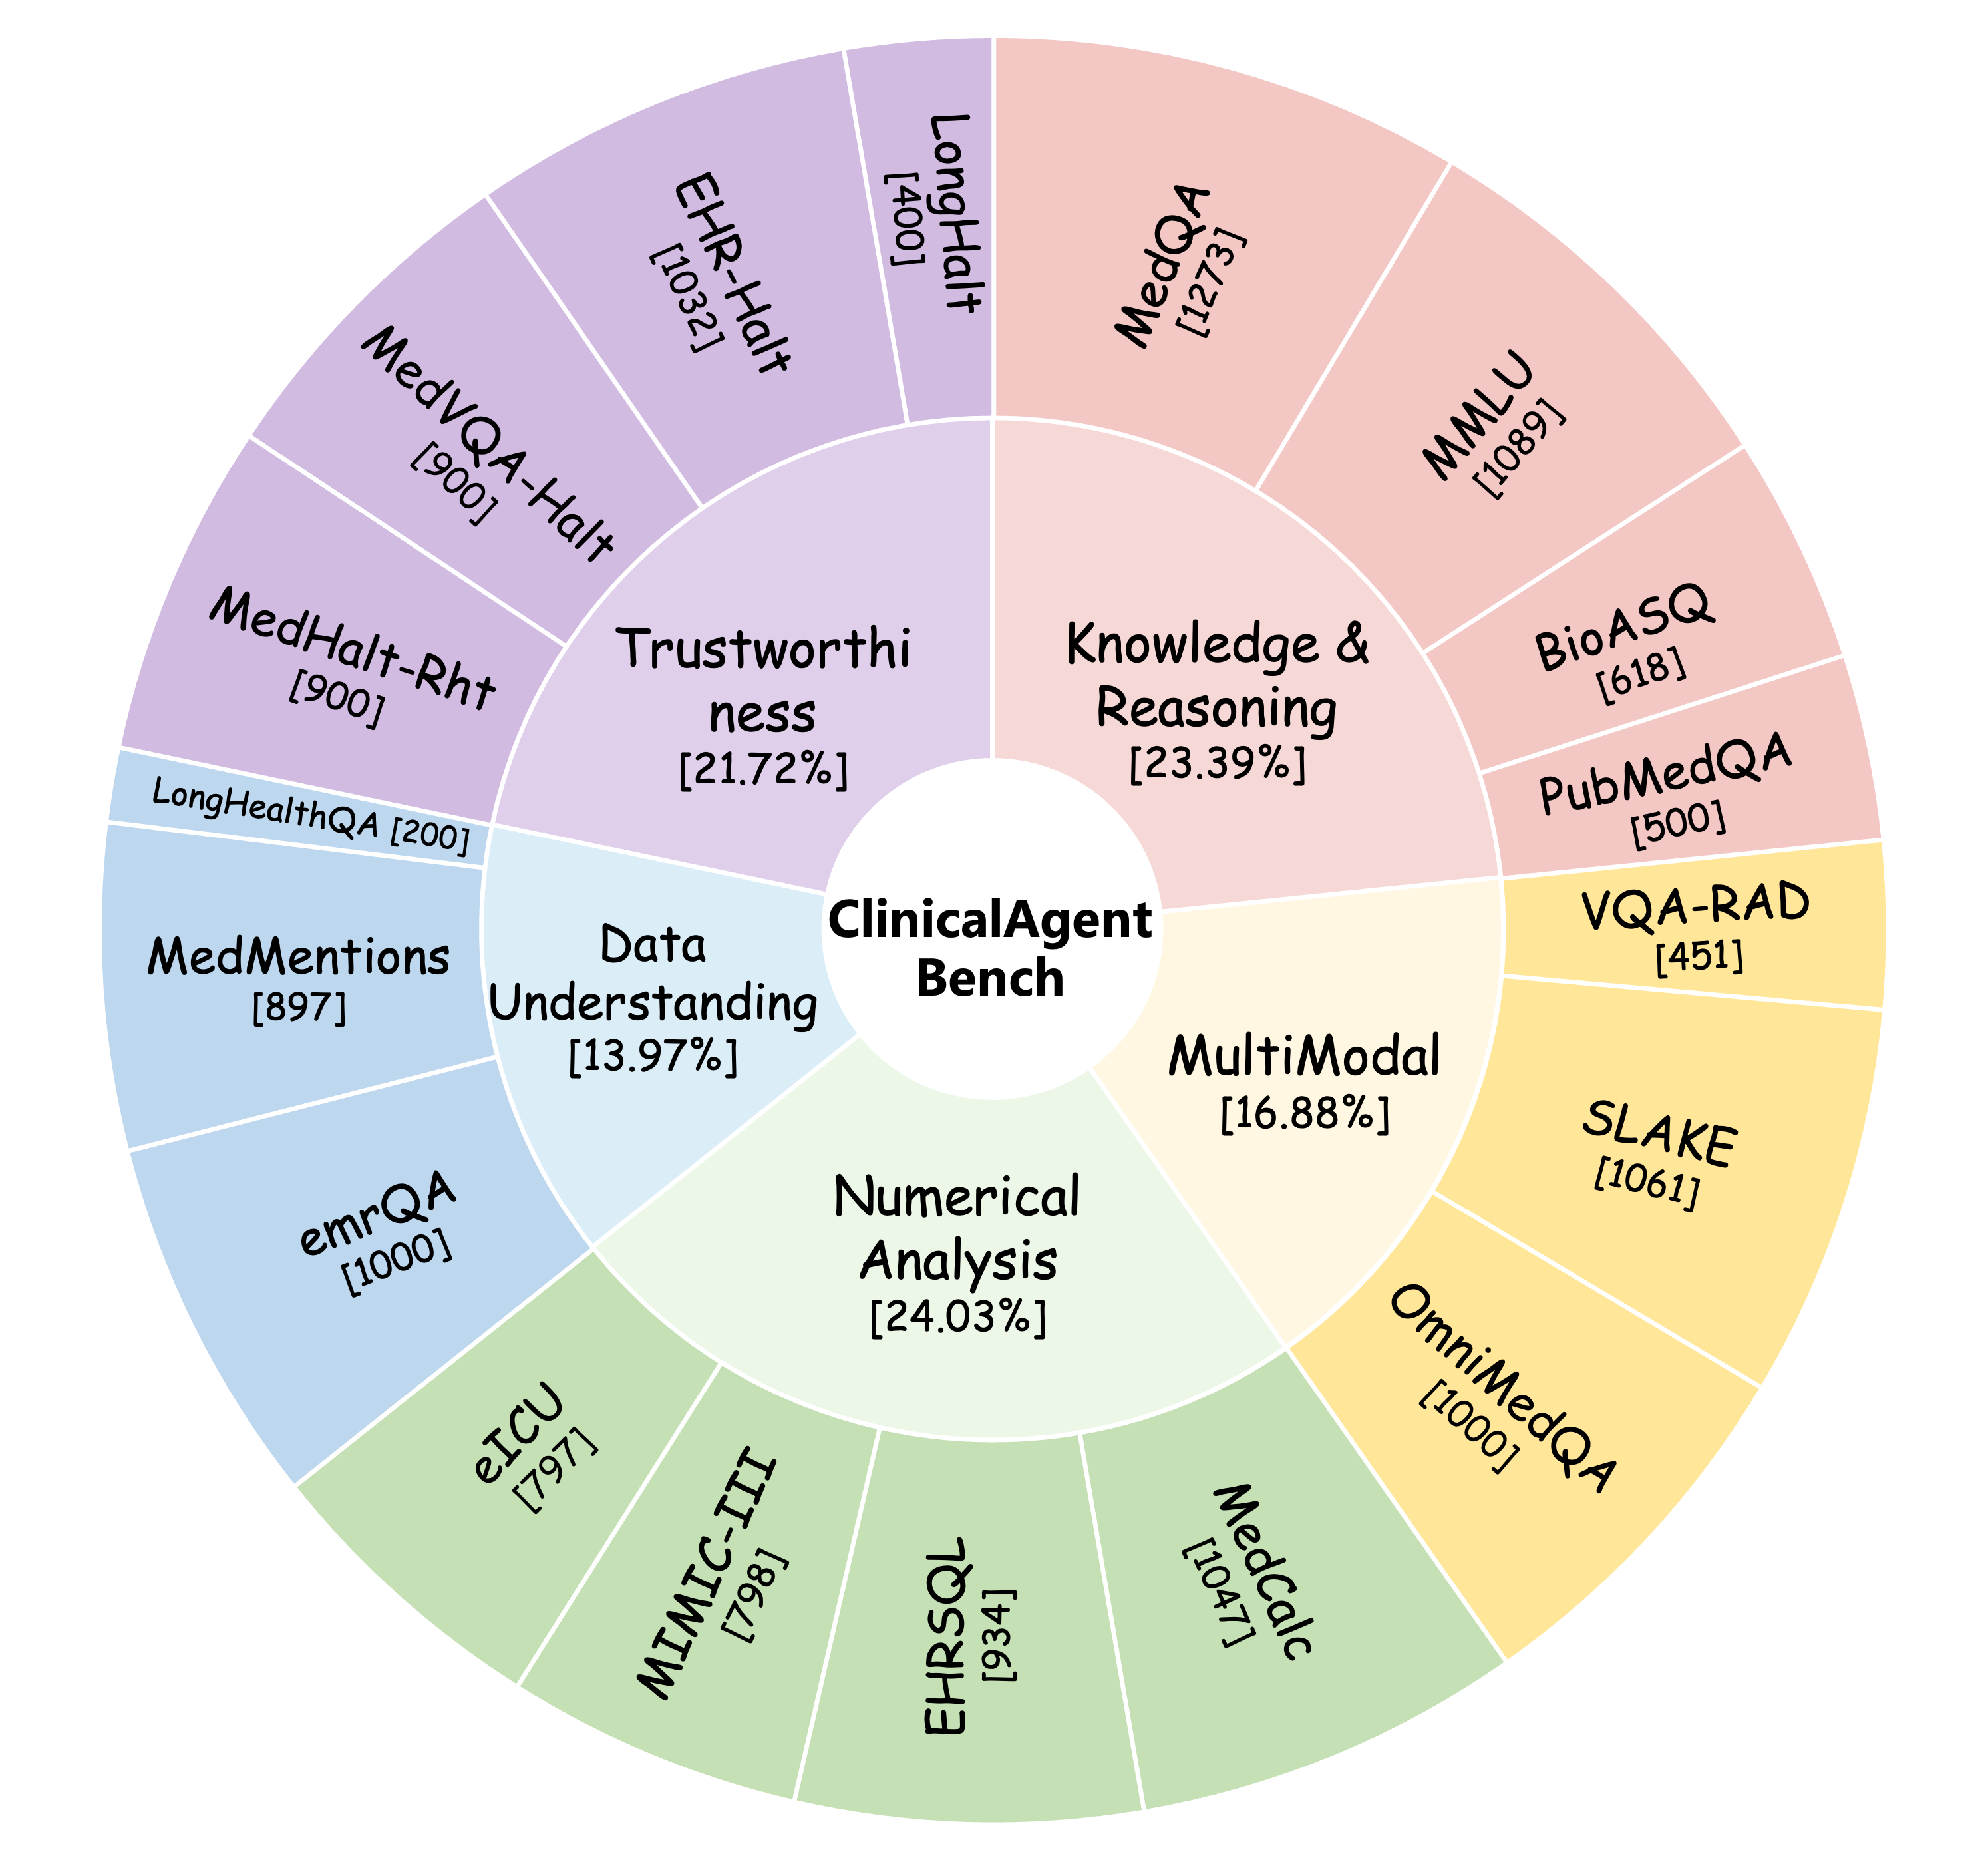 ClinicalAgent
Bench
Knowledge &
Reasoning
[23.39%]
MedQA
[1273]
MMLU
[1089]
BioASQ
[618]
PubMedQA
[500]
MultiModal
[16.88%]
VQA-RAD
[451]
SLAKE
[1061]
OmniMedQA
[1000]
Numerical
Analysis
[24.03%]
MedCalc
[1047]
EHRSQL
[934]
MIMIC-III
[798]
eICU
[797]
Data
Understanding
[13.97%]
emrQA
[1000]
MedMentions
[897]
LongHealthQA [200]
Trustworthi
ness
[21.72%]
MedHalt-Rht
[900]
MedVQA-Halt
[900]
EHR-Halt
[1032]
LongHalt
[400]